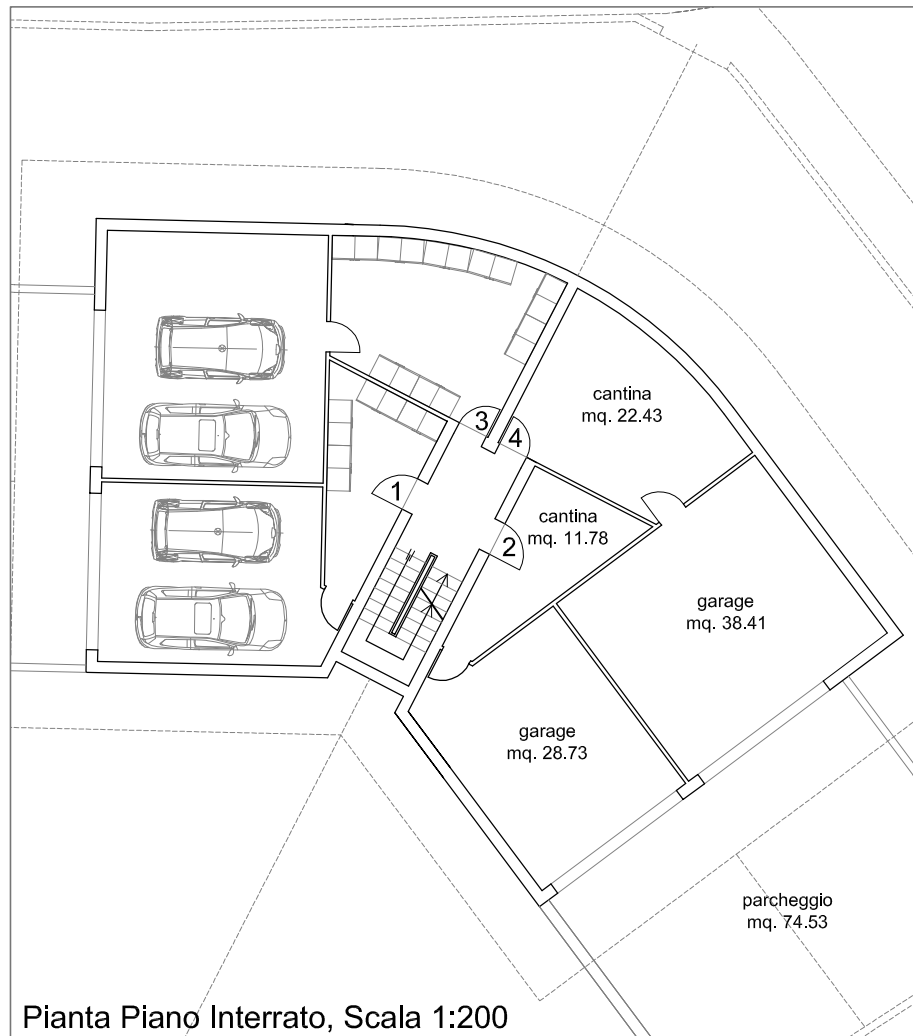 cantina
mq. 22.43
3
4
1
cantina
mq. 11.78
2
garage
mq. 38.41
garage
mq. 28.73
parcheggio
mq. 74.53
Pianta Piano Interrato, Scala 1:200